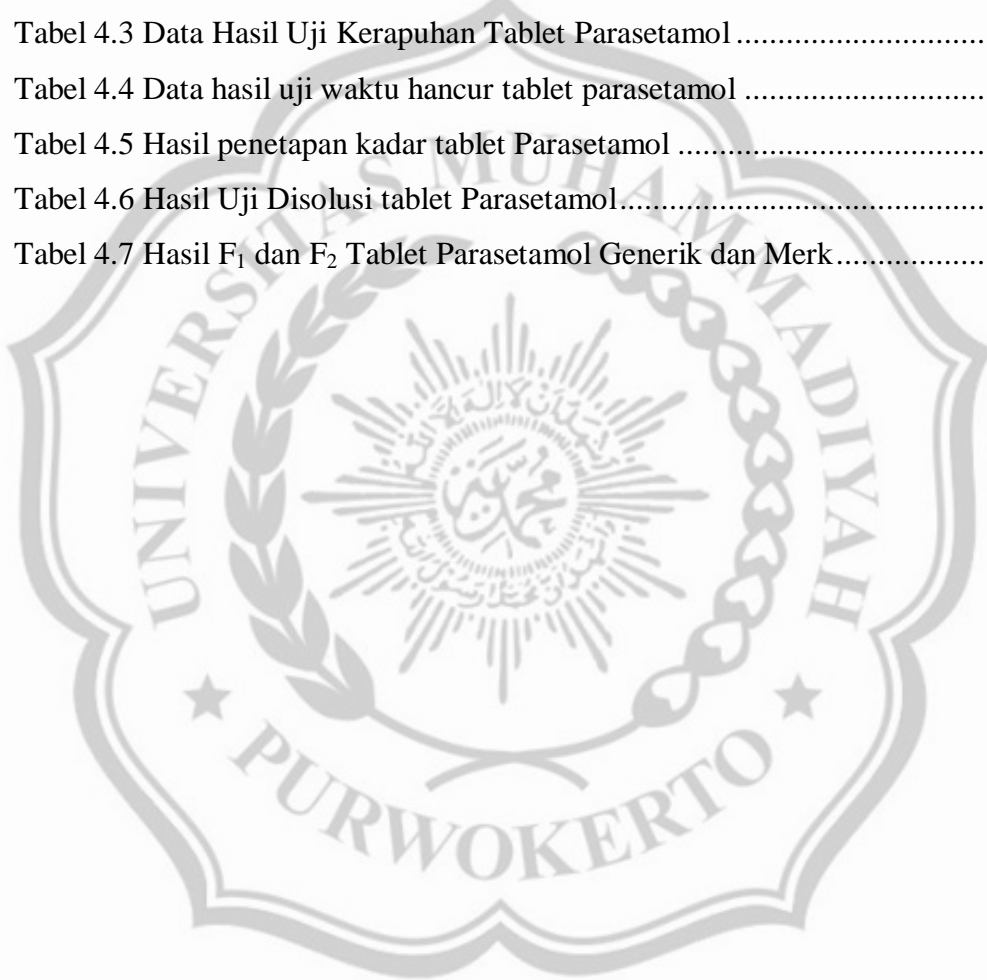 Tabel 4.3 Data Hasil Uji Kerapuhan Tablet Parasetamol ..............................
Tabel 4.4 Data hasil uji waktu hancur tablet parasetamol .............................
Tabel 4.5 Hasil penetapan kadar tablet Parasetamol .....................................
Tabel 4.6 Hasil Uji Disolusi tablet Parasetamol............................................
Tabel 4.7 Hasil F₁ dan F₂ Tablet Parasetamol Generik dan Merk..................
UNIVERSITAS MUHAMMADIYAH
PURWOKERTO